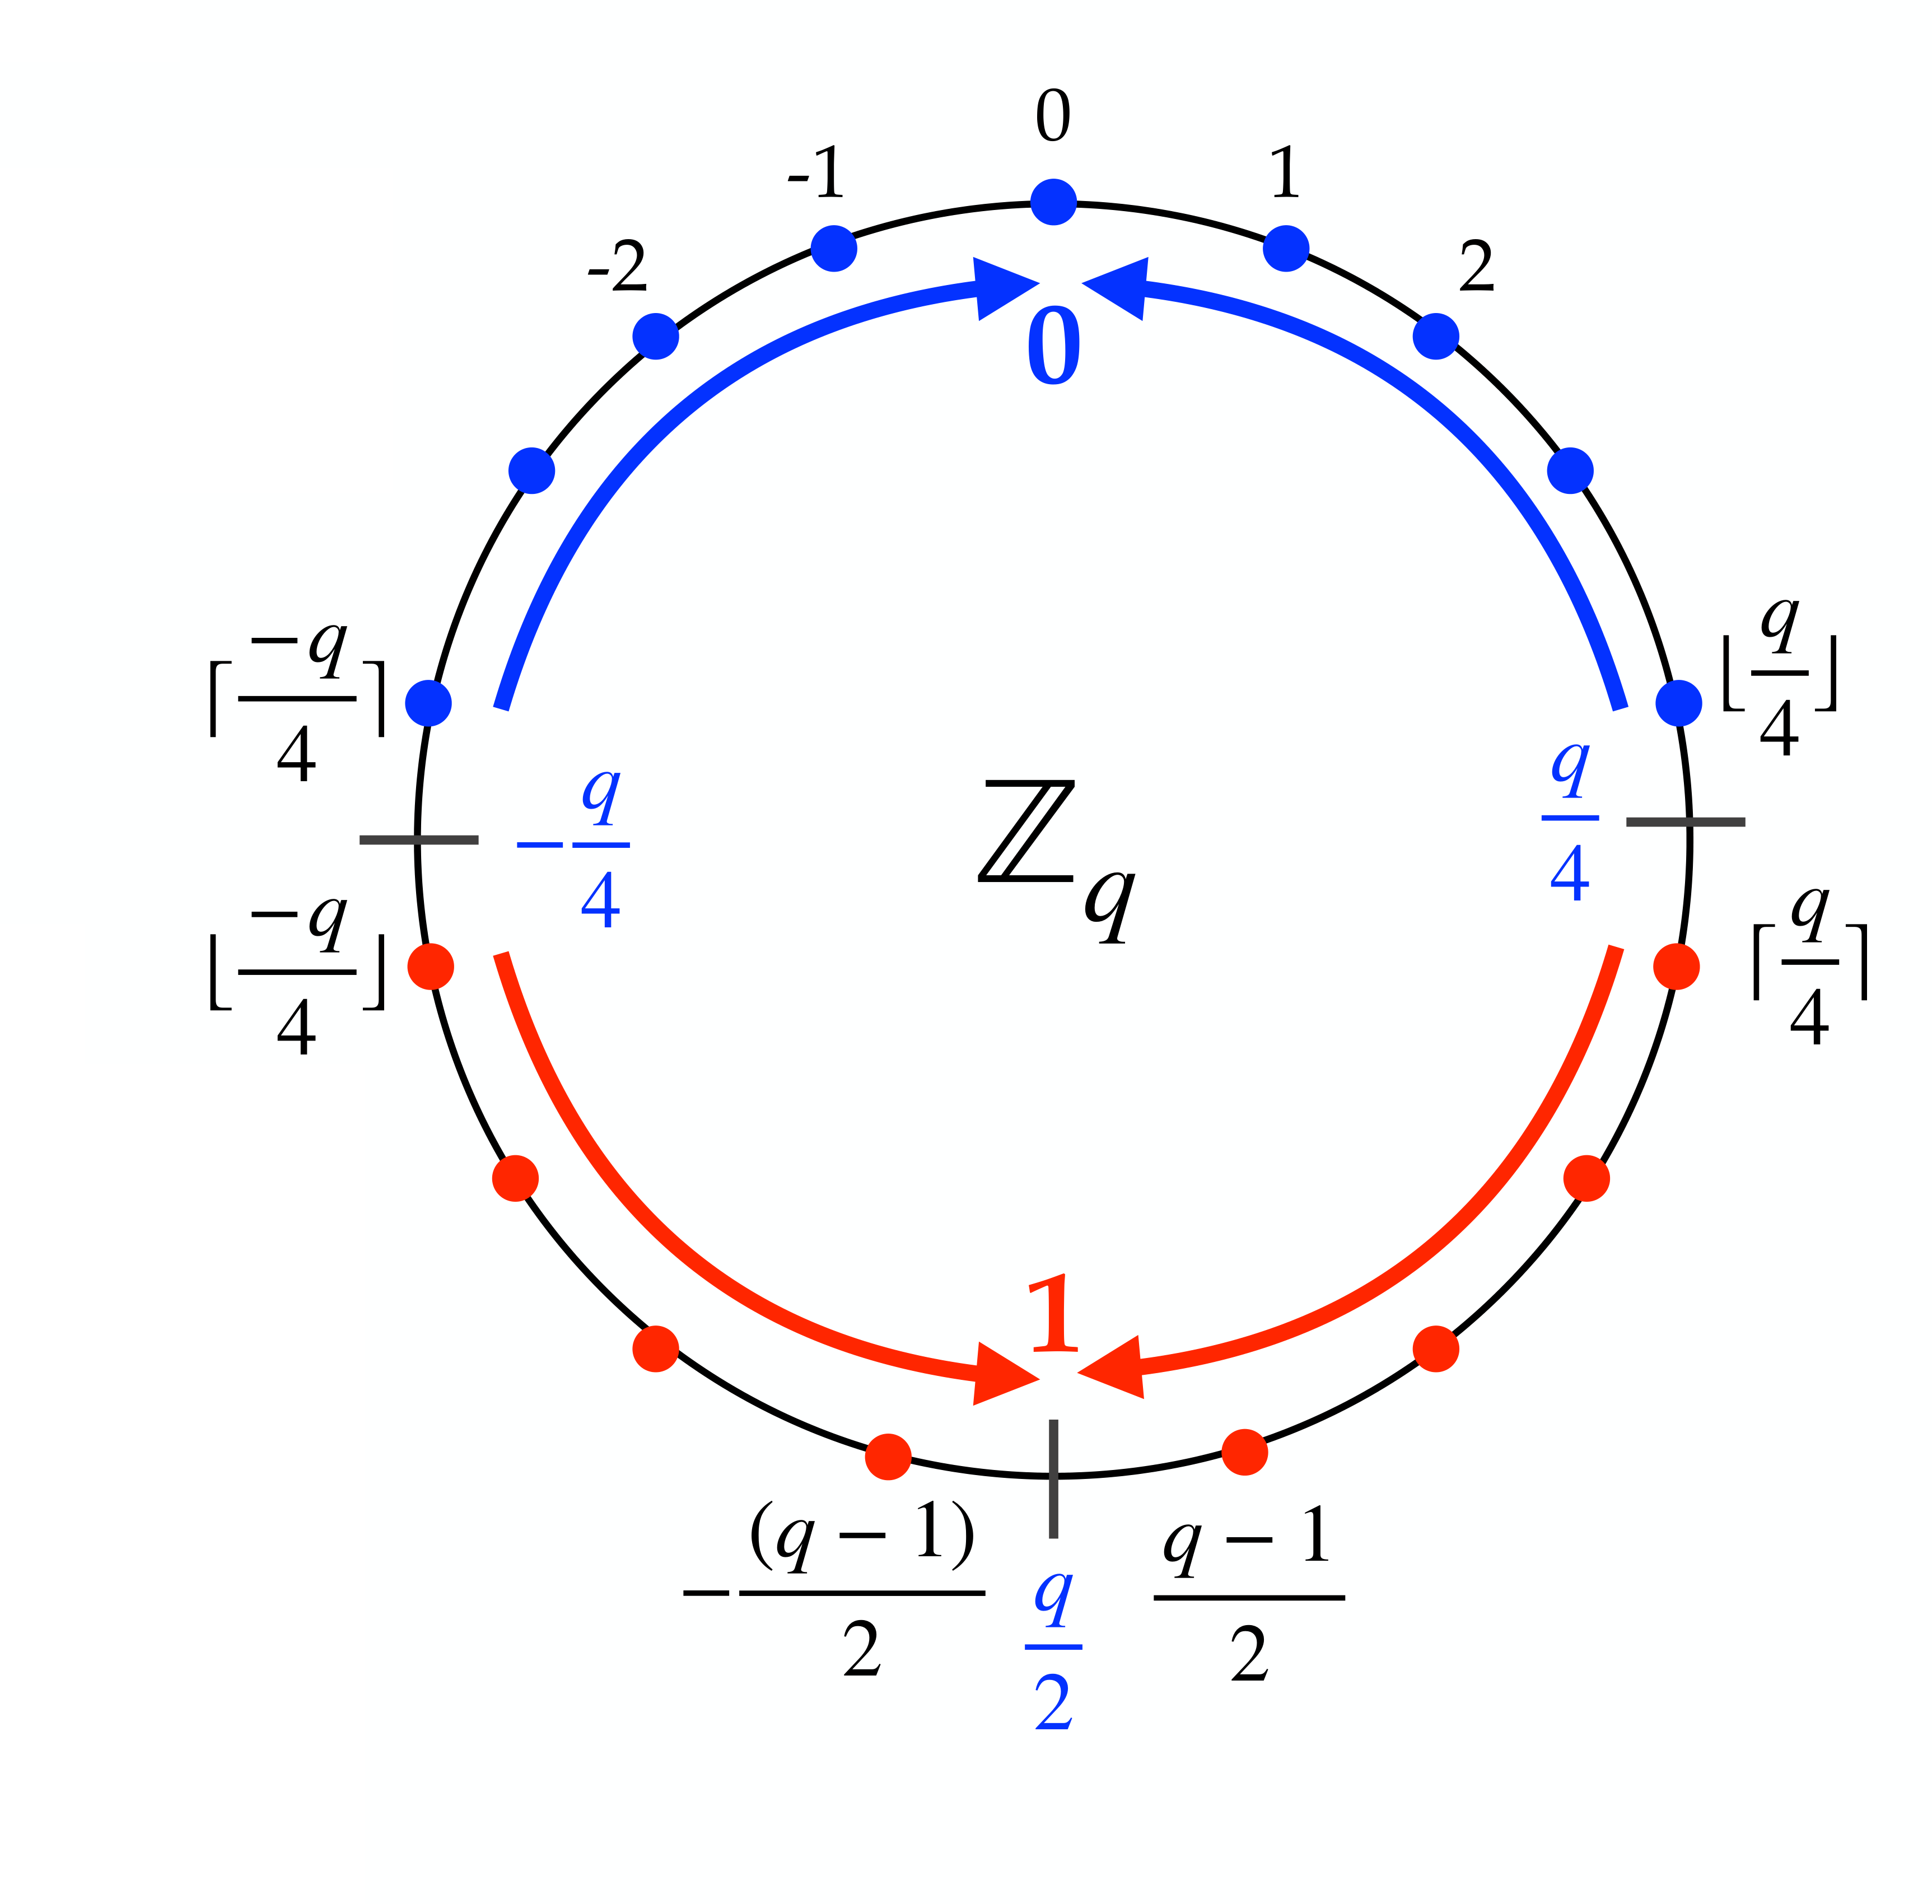 0
-1
1
-2
2
0
⌈−q/4⌉
⌊q/4⌋
−q/4
ℤq
q/4
⌊−q/4⌋
⌈q/4⌉
1
−(q − 1)/2
q/2
q − 1/2